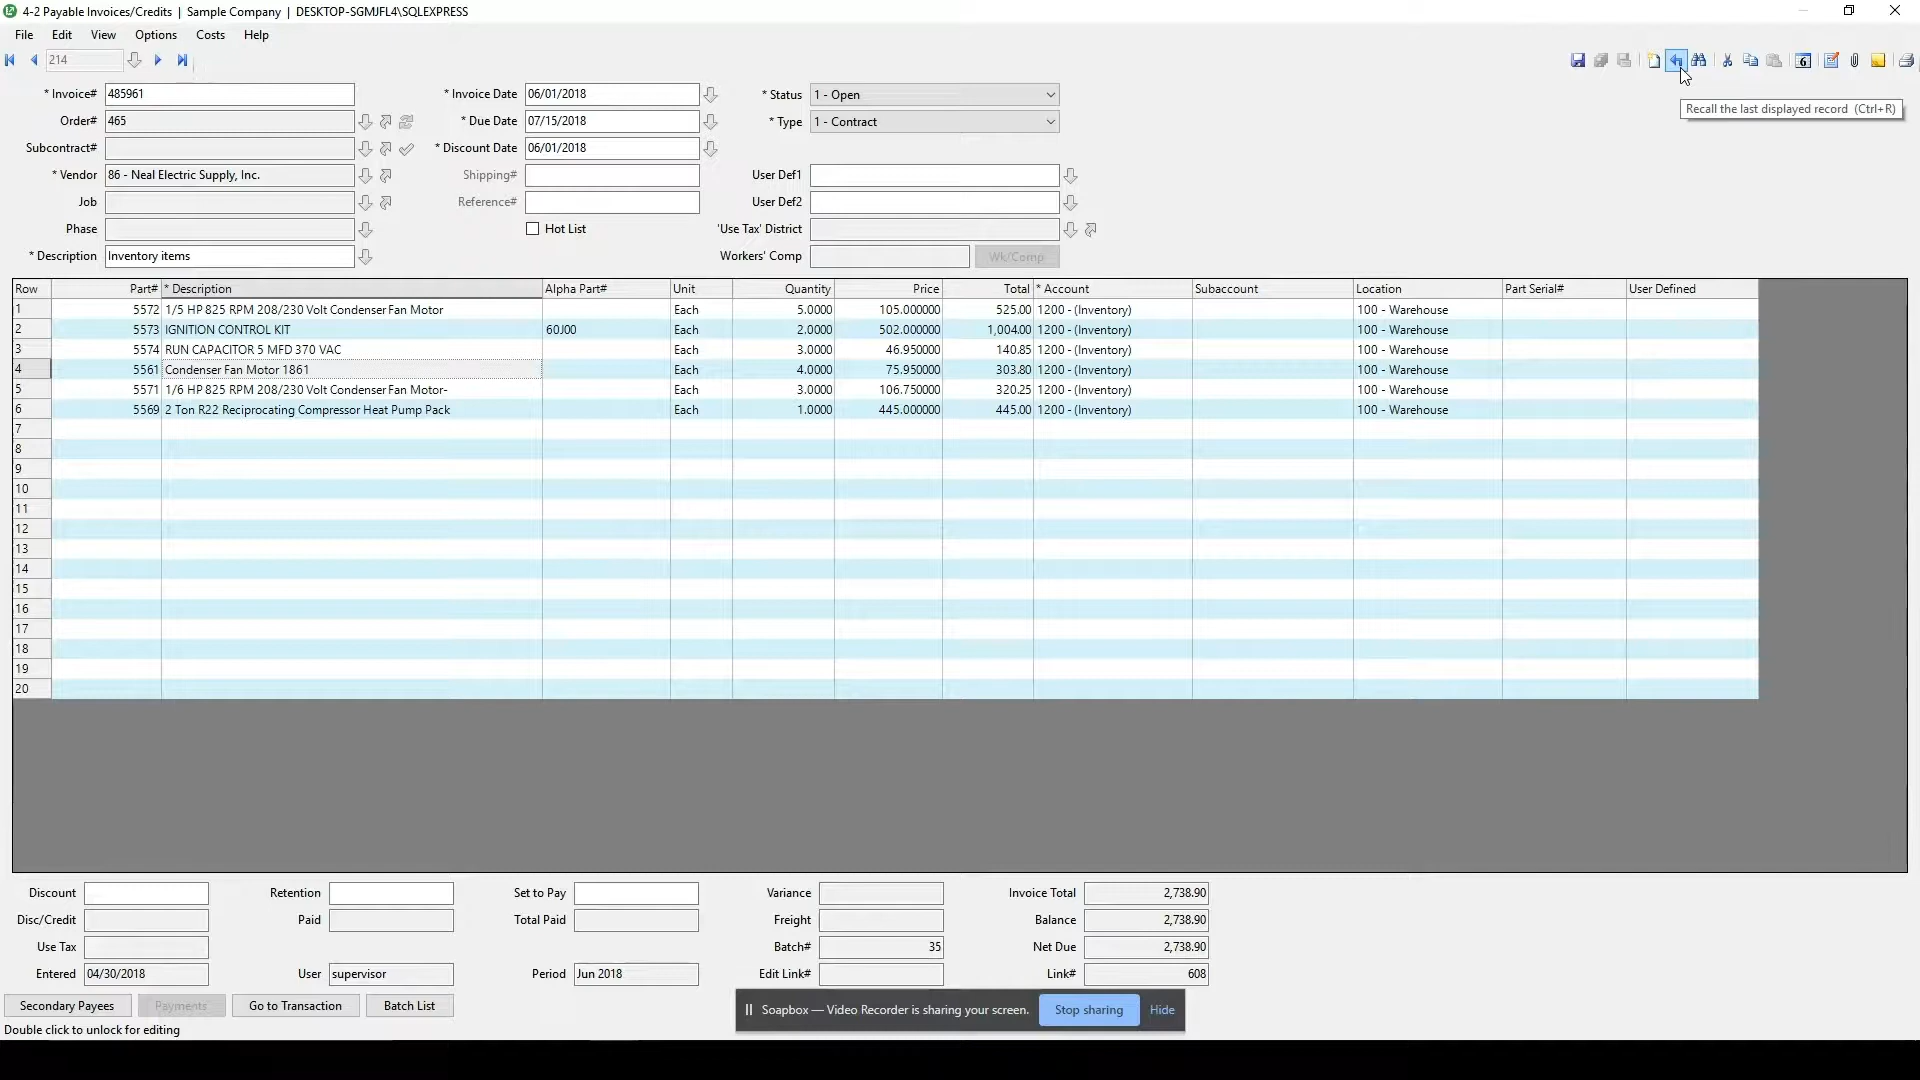 4-2 Payable Invoices/Credits | Sample Company | DESKTOP-SGMJFL4\SQLEXPRESS
File Edit View Options Costs Help
214
6
Recall the last displayed record (Ctrl+R)
* Invoice# 485961 * Invoice Date 06/01/2018 * Status 1 - Open
Order# 465 * Due Date 07/15/2018 * Type 1 - Contract
Subcontract# * Discount Date 06/01/2018
* Vendor 86 - Neal Electric Supply, Inc. Shipping# User Def1
Job Reference# User Def2
Phase Hot List 'Use Tax' District
* Description Inventory items Workers' Comp Wk/Comp
Row Part# * Description Alpha Part# Unit Quantity Price Total * Account Subaccount Location Part Serial# User Defined
1 5572 1/5 HP 825 RPM 208/230 Volt Condenser Fan Motor Each 5.0000 105.000000 525.00 1200 - (Inventory) 100 - Warehouse
2 5573 IGNITION CONTROL KIT 60J00 Each 2.0000 502.000000 1,004.00 1200 - (Inventory) 100 - Warehouse
3 5574 RUN CAPACITOR 5 MFD 370 VAC Each 3.0000 46.950000 140.85 1200 - (Inventory) 100 - Warehouse
4 5561 Condenser Fan Motor 1861 Each 4.0000 75.950000 303.80 1200 - (Inventory) 100 - Warehouse
5 5571 1/6 HP 825 RPM 208/230 Volt Condenser Fan Motor- Each 3.0000 106.750000 320.25 1200 - (Inventory) 100 - Warehouse
6 5569 2 Ton R22 Reciprocating Compressor Heat Pump Pack Each 1.0000 445.000000 445.00 1200 - (Inventory) 100 - Warehouse
7
8
9
10
11
12
13
14
15
16
17
18
19
20
Discount Retention Set to Pay Variance Invoice Total 2,738.90
Disc/Credit Paid Total Paid Freight Balance 2,738.90
Use Tax Batch# 35 Net Due 2,738.90
Entered 04/30/2018 User supervisor Period Jun 2018 Edit Link# Link# 608
Secondary Payees Payments Go to Transaction Batch List
Soapbox — Video Recorder is sharing your screen. Stop sharing Hide
Double click to unlock for editing